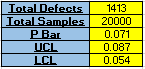 Total Defects 1413
Total Samples 20000
P Bar 0.071
UCL 0.087
LCL 0.054